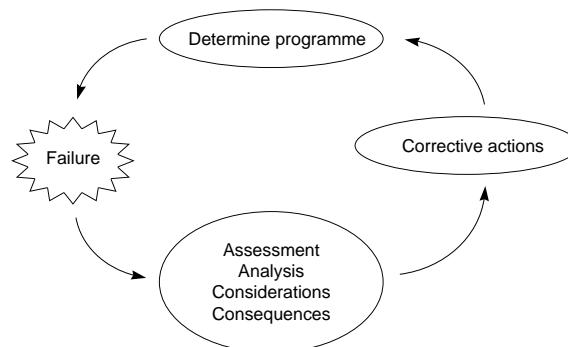 Determine programme
Failure
Corrective actions
Assessment
Analysis
Considerations
Consequences